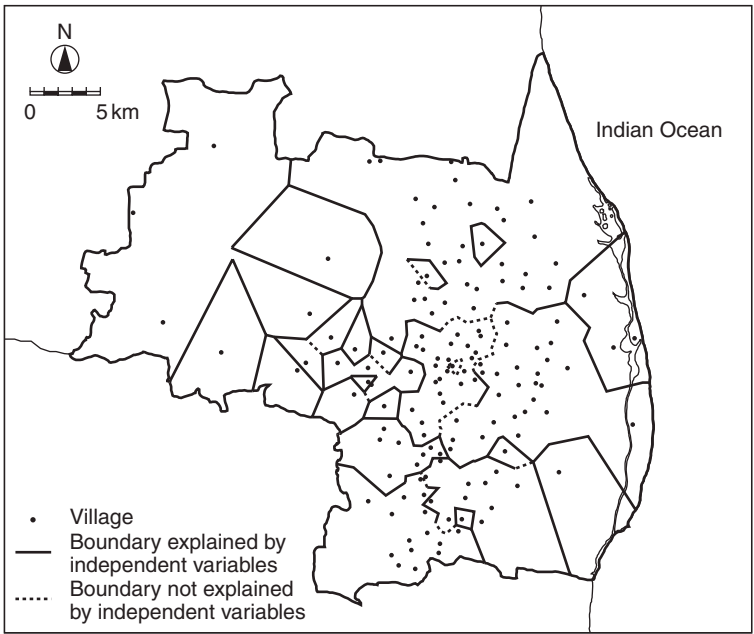 N
0 5 km
Indian Ocean
Village
Boundary explained by
independent variables
Boundary not explained
by independent variables